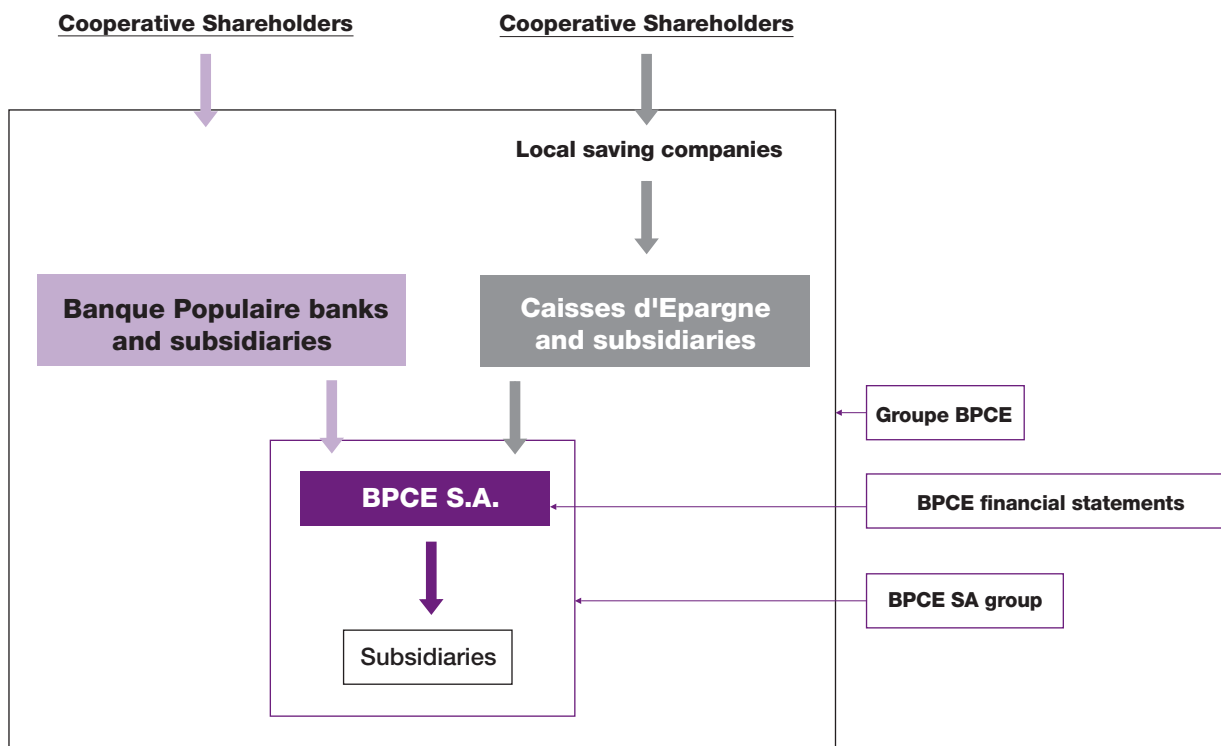 Cooperative Shareholders
Cooperative Shareholders
Local saving companies
Banque Populaire banks
and subsidiaries
Caisses d'Epargne
and subsidiaries
Groupe BPCE
BPCE S.A.
BPCE financial statements
BPCE SA group
Subsidiaries